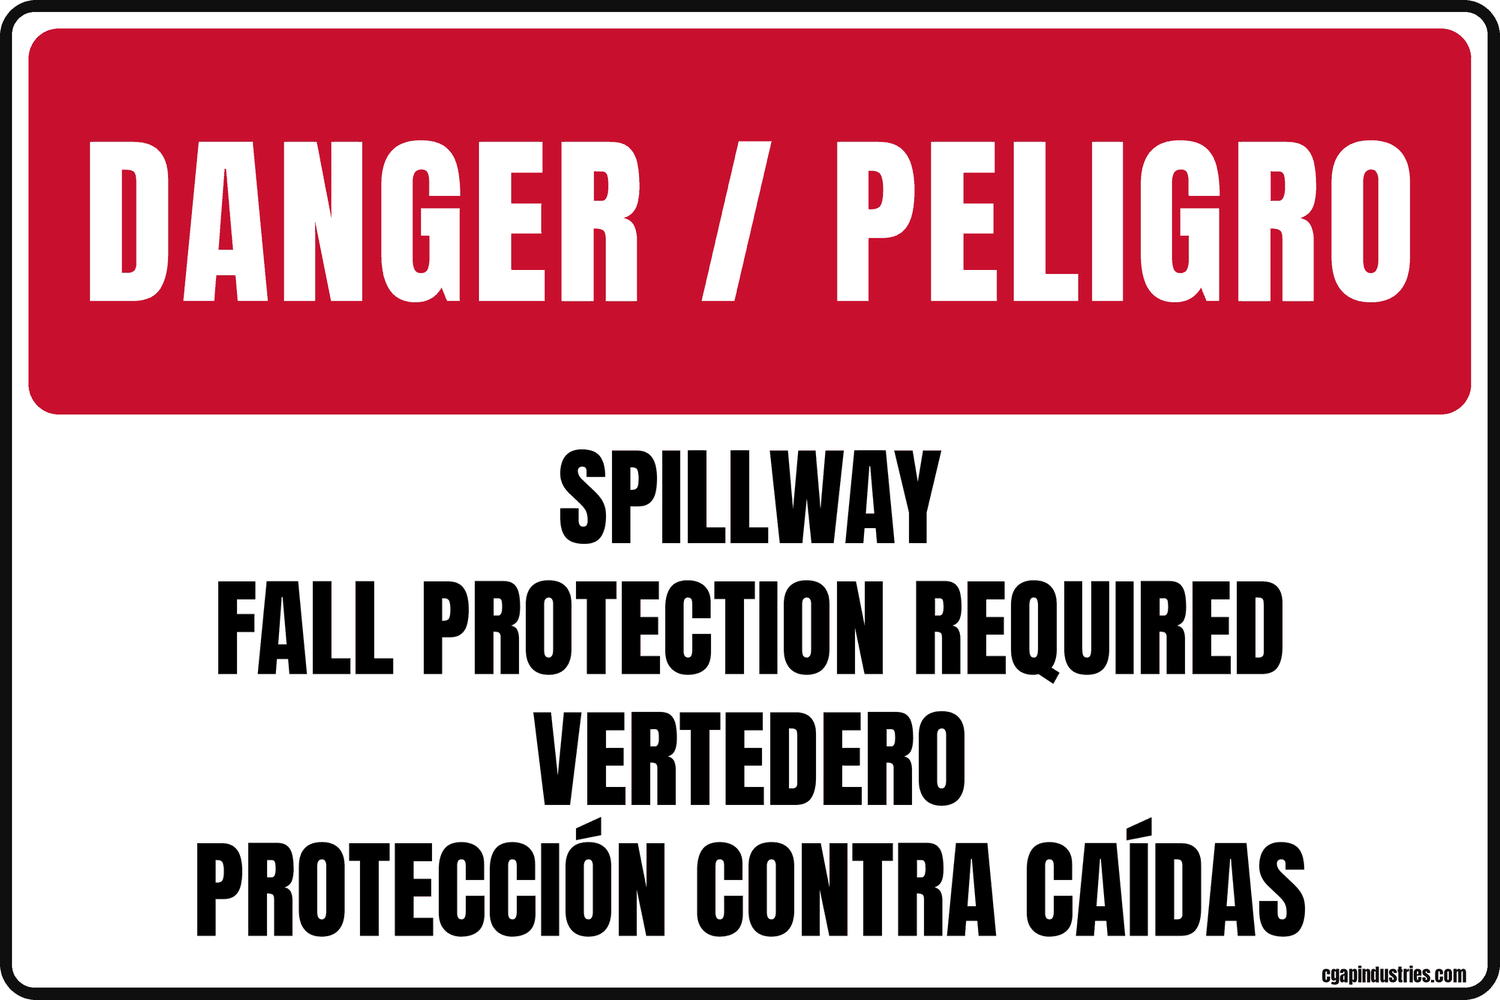 DANGER / PELIGRO
SPILLWAY
FALL PROTECTION REQUIRED
VERTEDERO
PROTECCIÓN CONTRA CAÍDAS
cgapindustries.com